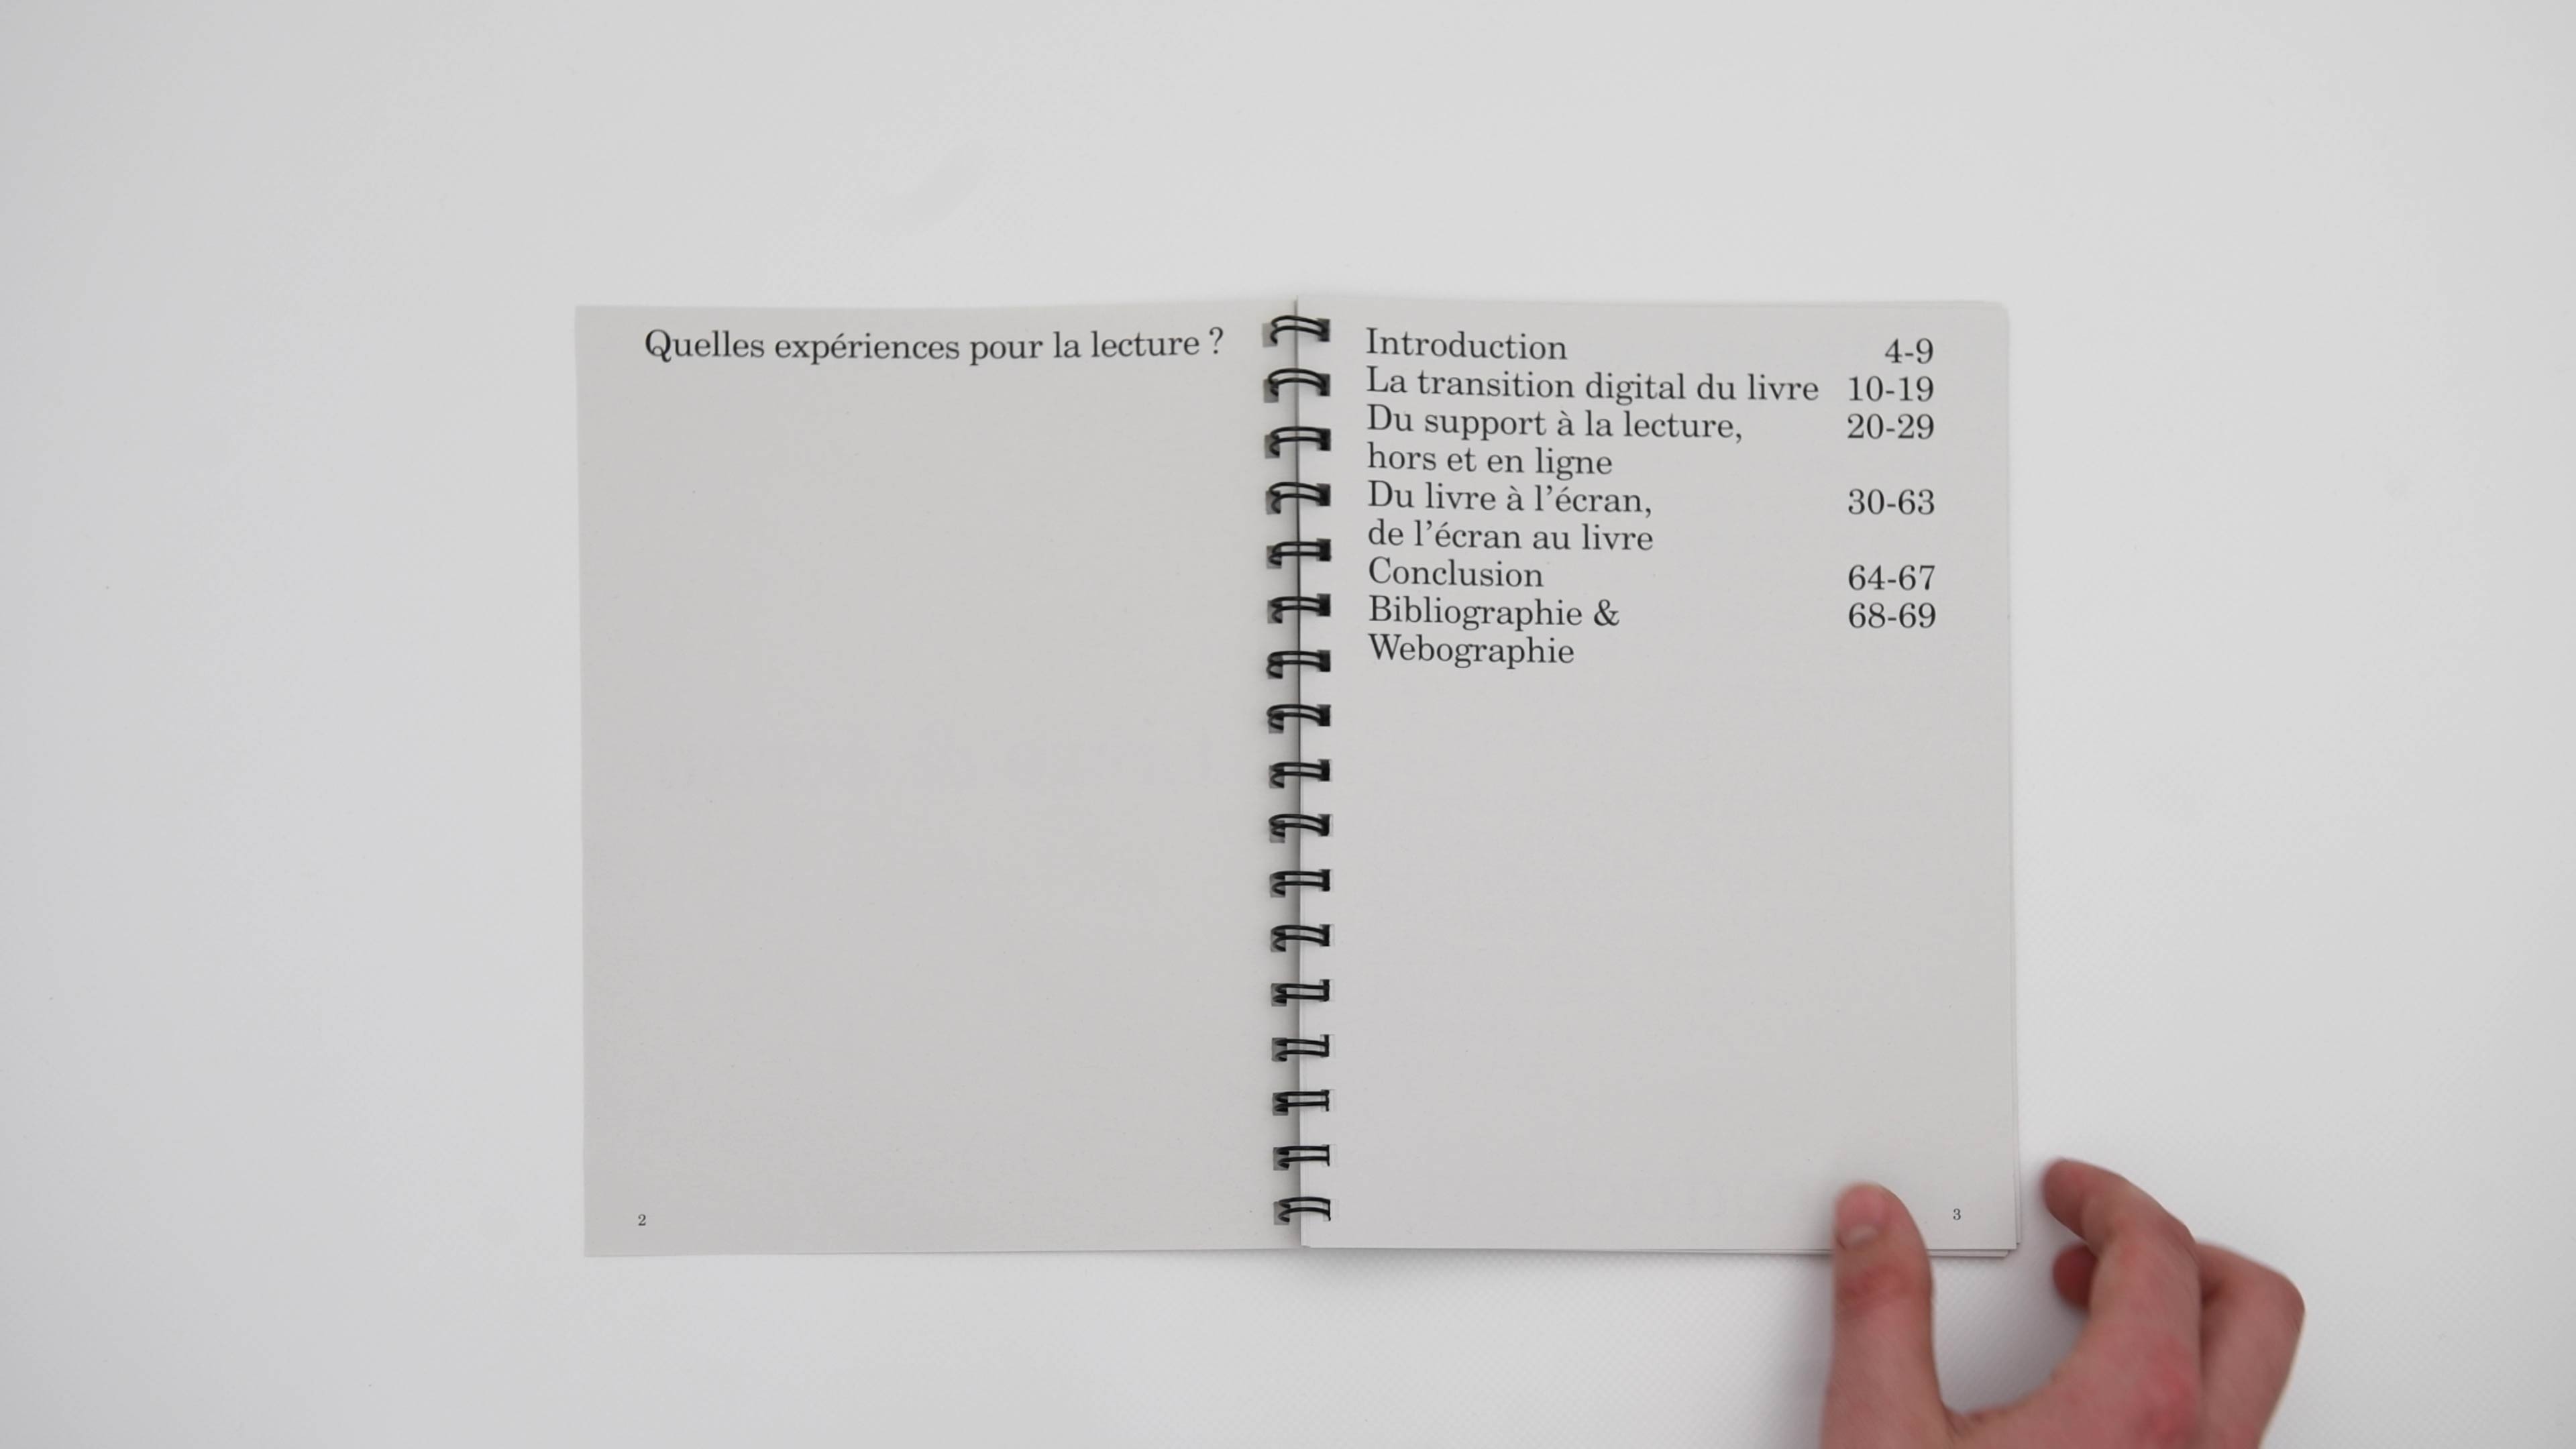 Quelles expériences pour la lecture ?
2
Introduction 4-9
La transition digital du livre 10-19
Du support à la lecture, 20-29
hors et en ligne
Du livre à l’écran, 30-63
de l’écran au livre
Conclusion 64-67
Bibliographie & 68-69
Webographie
3